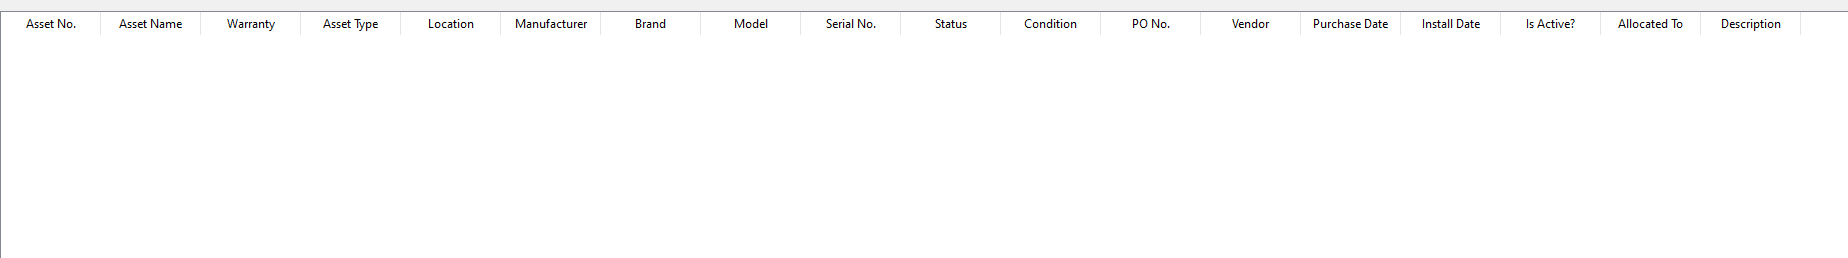 Asset No. Asset Name Warranty Asset Type Location Manufacturer Brand Model Serial No. Status Condition PO No. Vendor Purchase Date Install Date Is Active? Allocated To Description